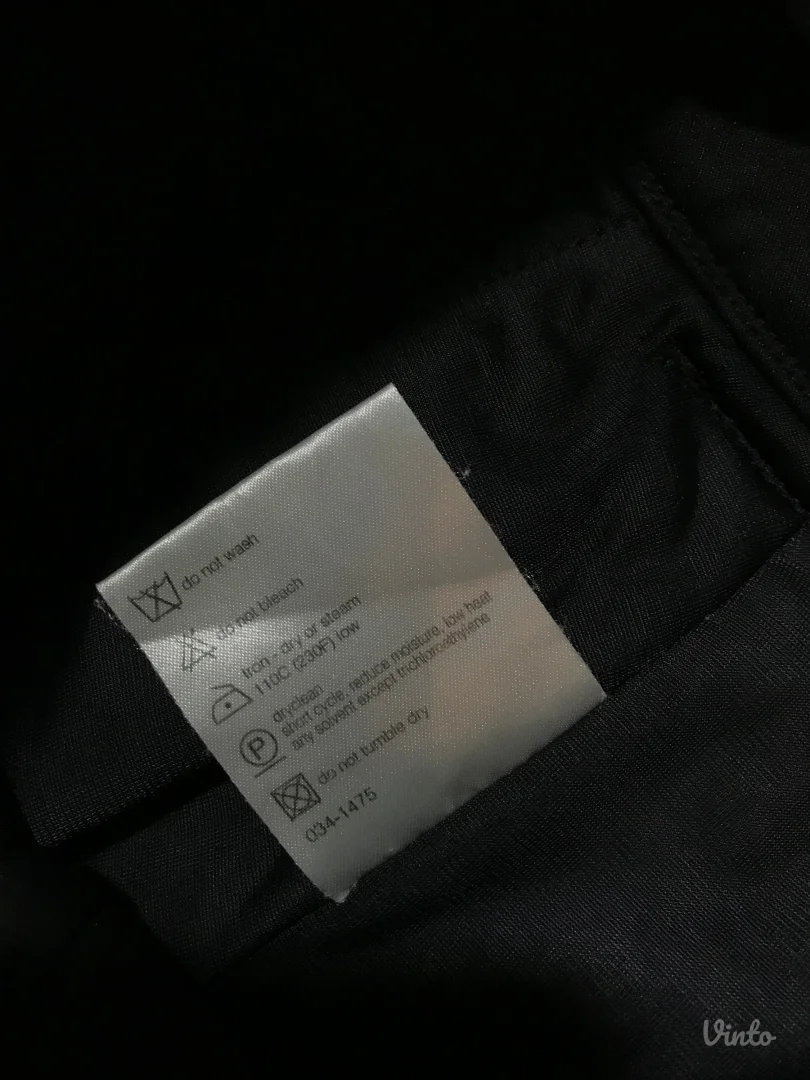 do not wash
do not bleach
Iron - dry or steam
110C (230F) low
dryclean
short cycle, reduce moisture, low heat
any solvent except trichloroethylene
do not tumble dry
034-1475
P
Vinto